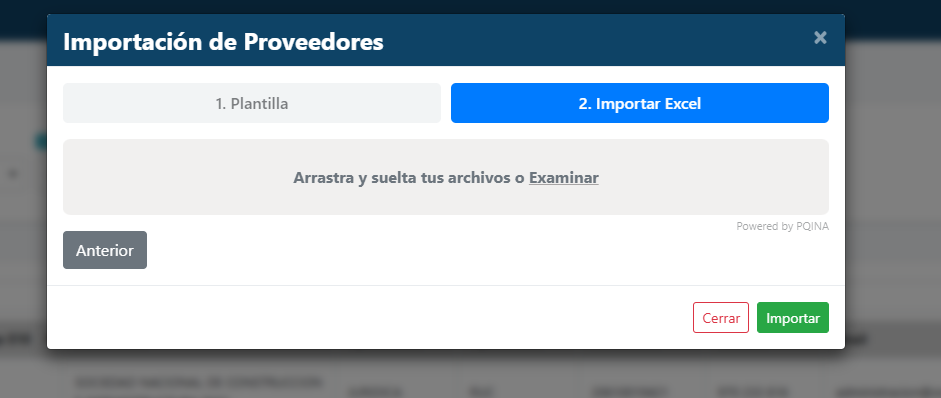 Importación de Proveedores
×
1. Plantilla
2. Importar Excel
Arrastra y suelta tus archivos o Examinar
Powered by PQINA
Anterior
Cerrar
Importar